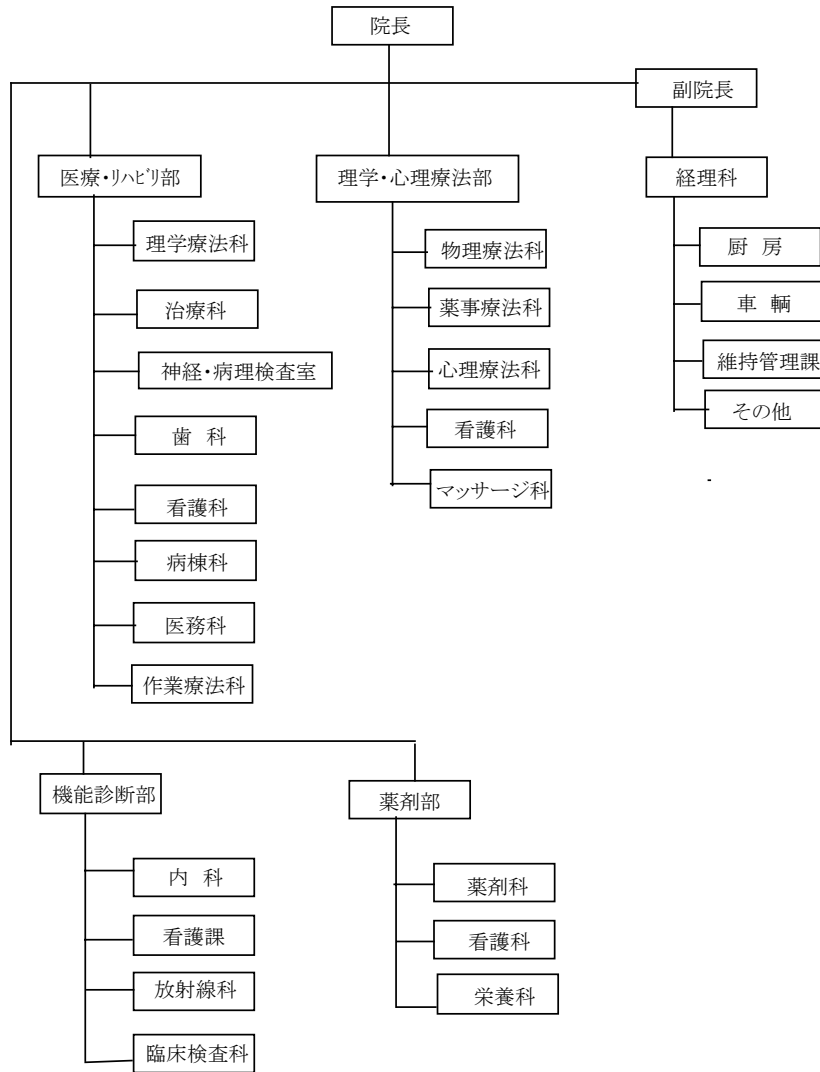 院長
副院長
医療・ﾘﾊﾋﾞﾘ部
理学療法科
治療科
神経・病理検査室
歯 科
看護科
病棟科
医務科
作業療法科
理学・心理療法部
物理療法科
薬事療法科
心理療法科
看護科
マッサージ科
経理科
厨 房
車 輌
維持管理課
その他
機能診断部
内 科
看護課
放射線科
臨床検査科
薬剤部
薬剤科
看護科
栄養科